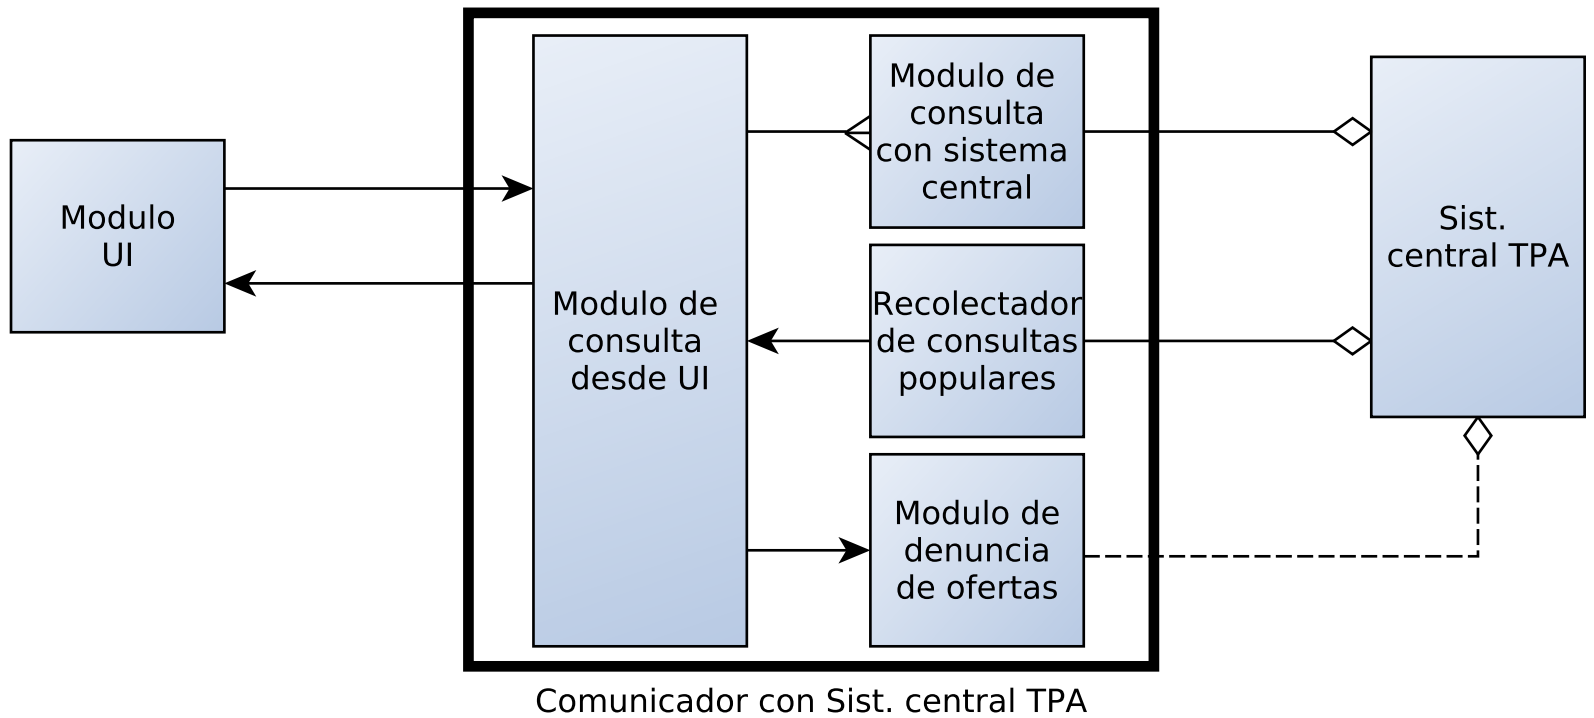 Modulo
UI
Modulo de
consulta
desde UI
Modulo de
consulta
con sistema
central
Recolectador
de consultas
populares
Modulo de
denuncia
de ofertas
Sist.
central TPA
Comunicador con Sist. central TPA